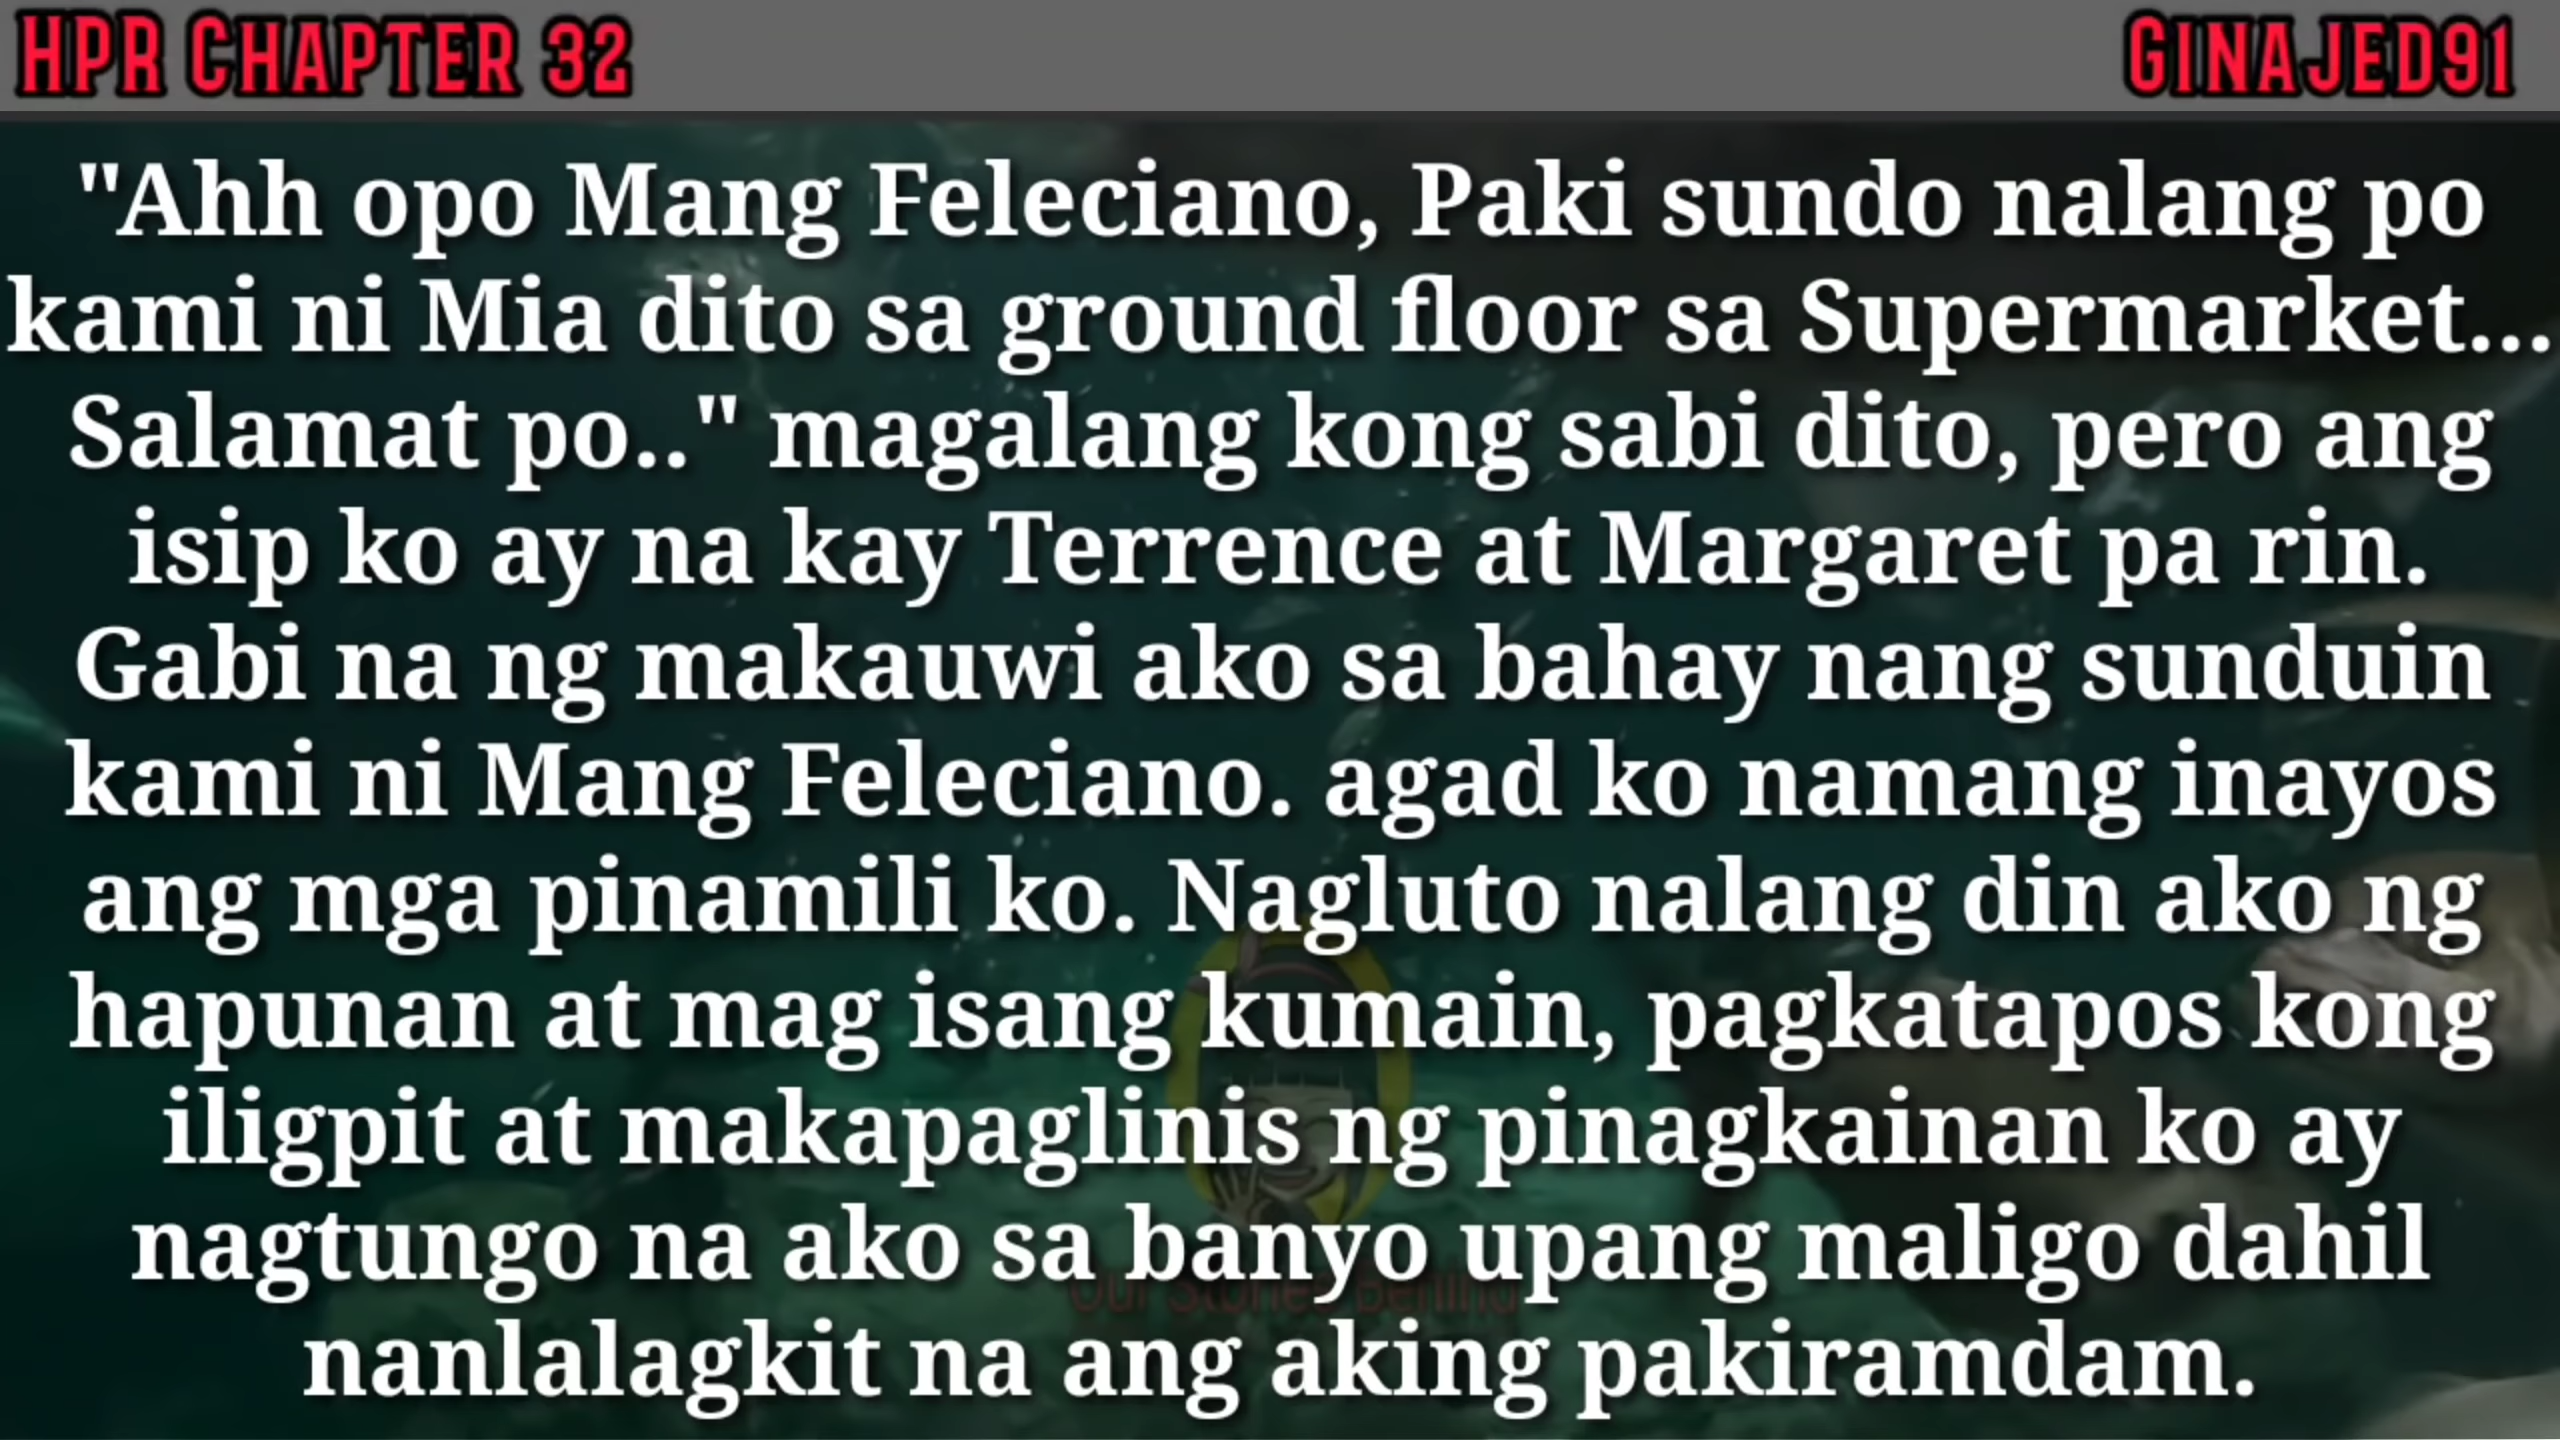 HPR CHAPTER 32
GINAJED91
"Ahh opo Mang Feleciano, Paki sundo nalang po
kami ni Mia dito sa ground floor sa Supermarket...
Salamat po.." magalang kong sabi dito, pero ang
isip ko ay na kay Terrence at Margaret pa rin.
Gabi na ng makauwi ako sa bahay nang sunduin
kami ni Mang Feleciano. agad ko namang inayos
ang mga pinamili ko. Nagluto nalang din ako ng
hapunan at mag isang kumain, pagkatapos kong
iligpit at makapaglinis ng pinagkainan ko ay
nagtungo na ako sa banyo upang maligo dahil
Our Stories Behind
nanlalagkit na ang aking pakiramdam.